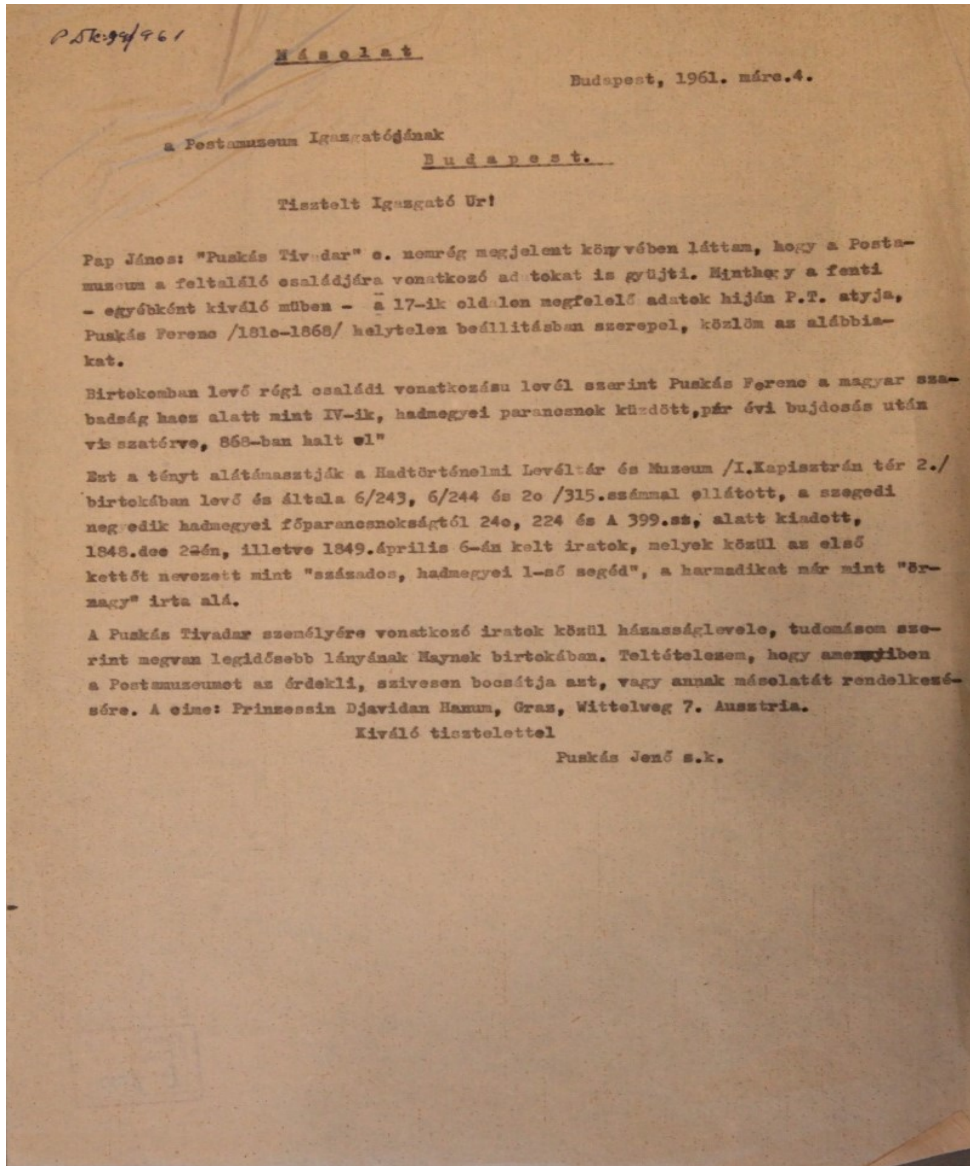 P Dk:99/961
Másolat
Budapest, 1961. márc.4.
a Postamuzeum Igazgatójának
Budapest.
Tisztelt Igazgató Ur!
Pap János: "Puskás Tivadar" c. nemrég megjelent könyvében láttam, hogy a Posta-
muzeum a feltaláló családjára vonatkozó adatokat is gyüjti. Minthogy a fenti
- egyébként kiváló müben - a 17-ik oldalon megfelelő adatok hiján P.T. atyja,
Puskás Ferenc /181o-1868/ helytelen beállitásban szerepel, közlöm az alábbia-
kat.
Birtokomban levő régi családi vonatkozásu levél szerint Puskás Ferenc a magyar sza-
badság hacz alatt mint IV-ik, hadmegyei parancsnok küzdött,pár évi bujdosás után
vis szatérve, 868-ban halt el"
Ezt a tényt alátámasztják a Hadtörténelmi Levéltár és Muzeum /I.Kapisztrán tér 2./
birtokában levő és általa 6/243, 6/244 és 2o /315.számmal ellátott, a szegedi
negyedik hadmegyei főparancsnokságtól 24o, 224 és A 399.sz, alatt kiadott,
1848.dec 22én, illetve 1849.április 6-án kelt iratok, melyek közül az első
kettőt nevezett mint "százados, hadmegyei l-ső segéd", a harmadikat már mint "őr-
nagy" irta alá.
A Puskás Tivadar személyére vonatkozó iratok közül házasságlevele, tudomásom sze-
rint megvan legidősebb lányának Maynek birtokában. Teltételezem, hogy amennyiben
a Postamuzeumot az érdekli, szivesen bocsátja azt, vagy annak másolatát rendelkezé-
sére. A cime: Prinzessin Djavidan Hanum, Graz, Wittelweg 7. Ausztria.
Kiváló tisztelettel
Puskás Jenő s.k.